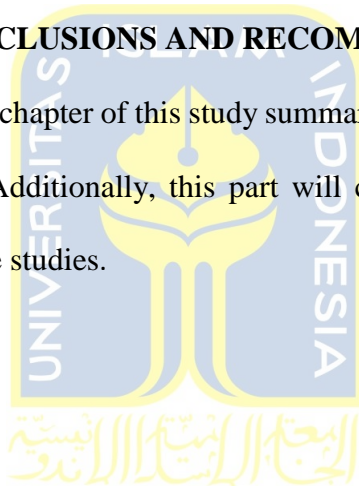 CLUSIONS AND RECOM
ISLAM
chapter of this study summar
Additionally, this part will c
e studies.
UNIVERSITAS
INDONESIA